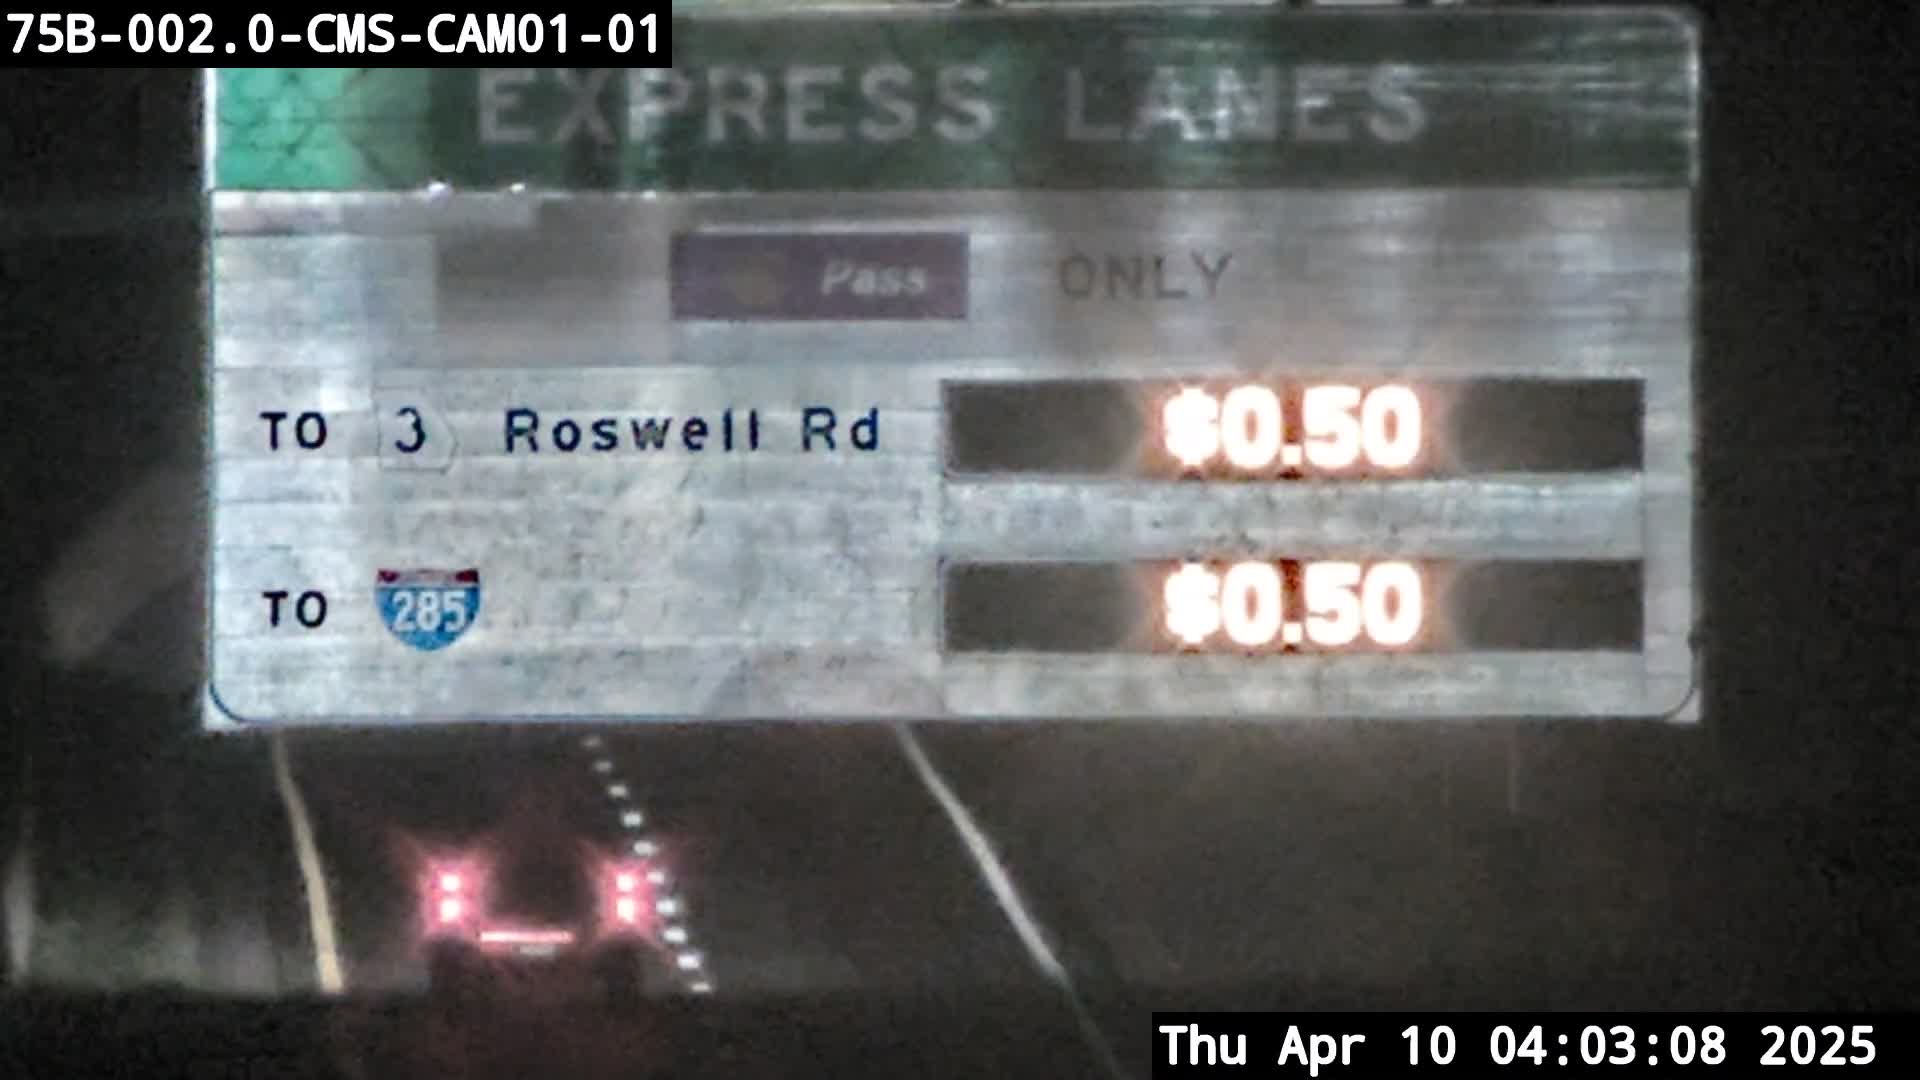 75B-002.0-CMS-CAM01-01
EXPRESS LANES
Pass ONLY
TO 3 Roswell Rd $0.50
TO 285 $0.50
Thu Apr 10 04:03:08 2025